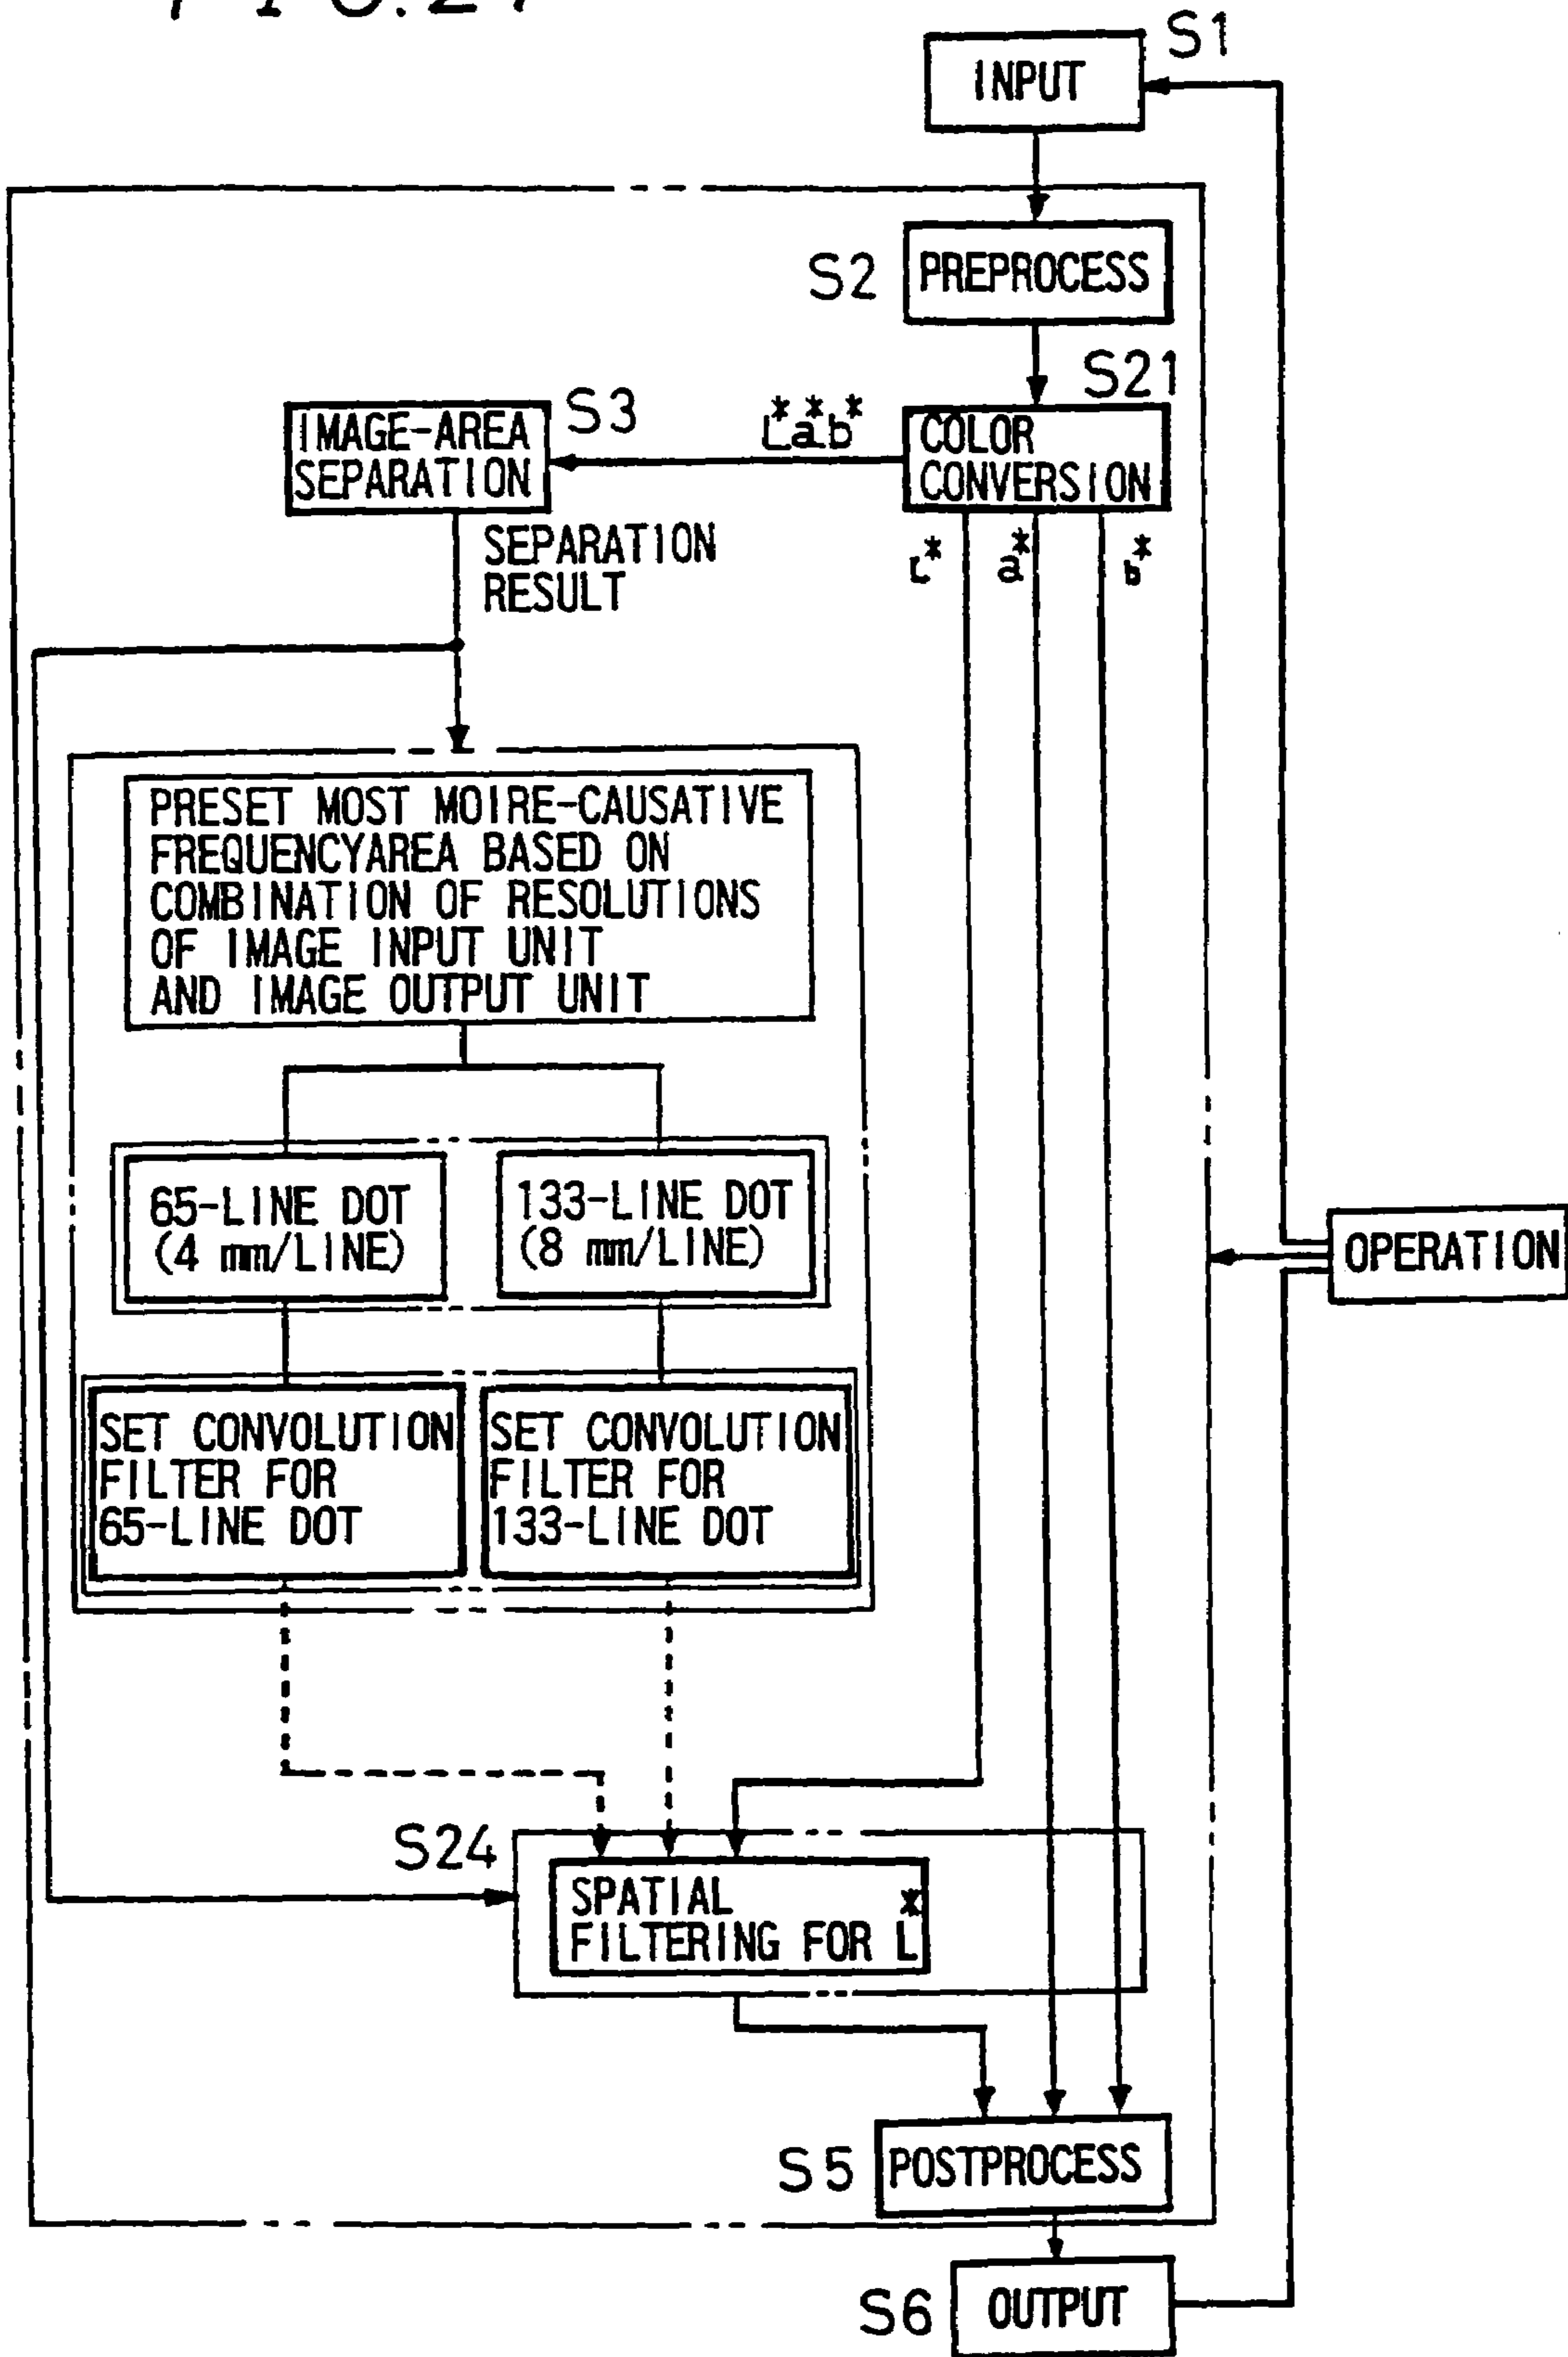 S1
INPUT
S2
PREPROCESS
S21
COLOR
CONVERSION
L*a*b*
S3
IMAGE-AREA
SEPARATION
SEPARATION
RESULT
L*
a*
b*
PRESET MOST MOIRE-CAUSATIVE
FREQUENCYAREA BASED ON
COMBINATION OF RESOLUTIONS
OF IMAGE INPUT UNIT
AND IMAGE OUTPUT UNIT
65-LINE DOT
(4 mm/LINE)
133-LINE DOT
(8 mm/LINE)
OPERATION
SET CONVOLUTION
FILTER FOR
65-LINE DOT
SET CONVOLUTION
FILTER FOR
133-LINE DOT
S24
SPATIAL
FILTERING FOR L*
S5
POSTPROCESS
S6
OUTPUT